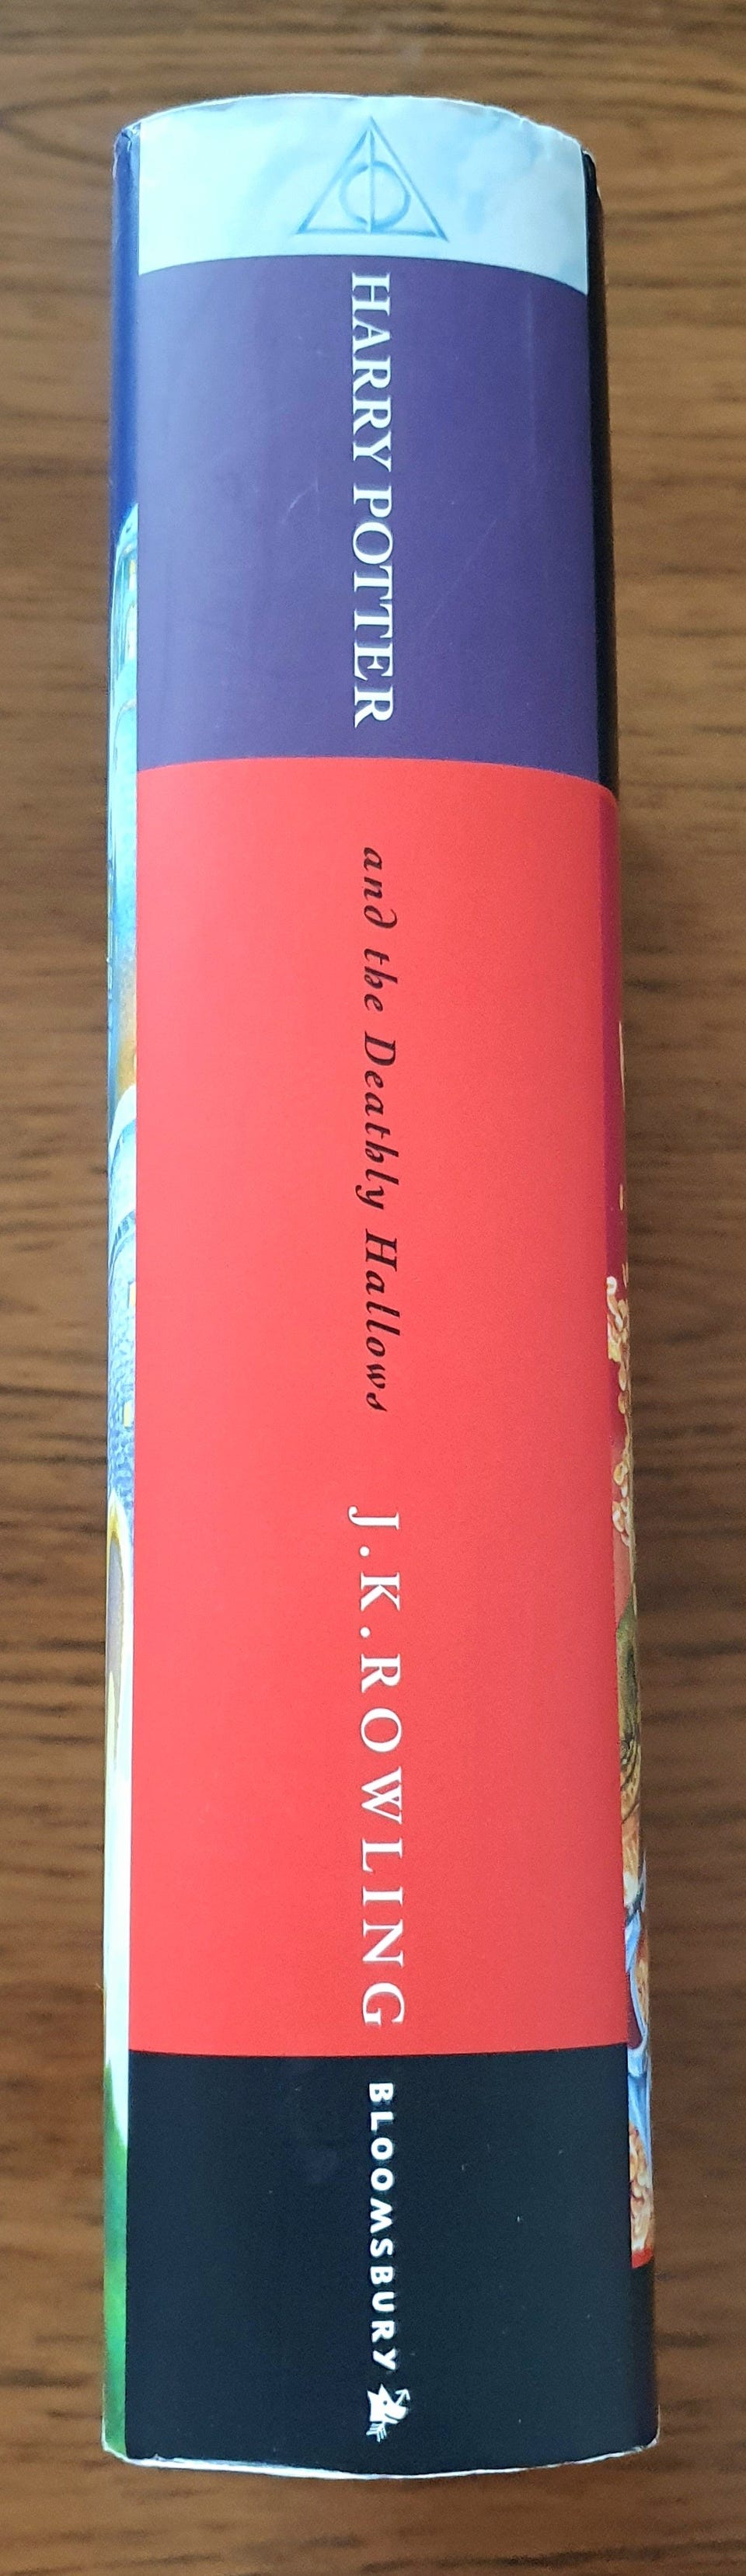 HARRY POTTER
and the Deathly Hallows
J.K.ROWLING
BLOOMSBURY